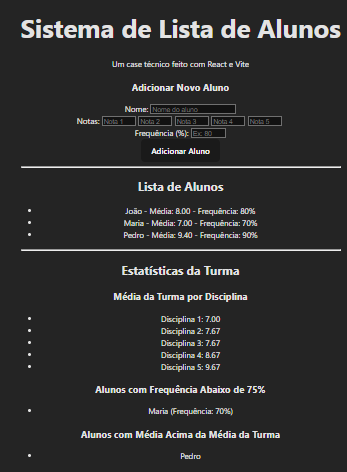 Sistema de Lista de Alunos
Um case técnico feito com React e Vite
Adicionar Novo Aluno
Nome: Nome do aluno
Notas: Nota 1 Nota 2 Nota 3 Nota 4 Nota 5
Frequência (%): Ex: 80
Adicionar Aluno
Lista de Alunos
• João - Média: 8.00 - Frequência: 80%
• Maria - Média: 7.00 - Frequência: 70%
• Pedro - Média: 9.40 - Frequência: 90%
Estatísticas da Turma
Média da Turma por Disciplina
• Disciplina 1: 7.00
• Disciplina 2: 7.67
• Disciplina 3: 7.67
• Disciplina 4: 8.67
• Disciplina 5: 9.67
Alunos com Frequência Abaixo de 75%
• Maria (Frequência: 70%)
Alunos com Média Acima da Média da Turma
• Pedro